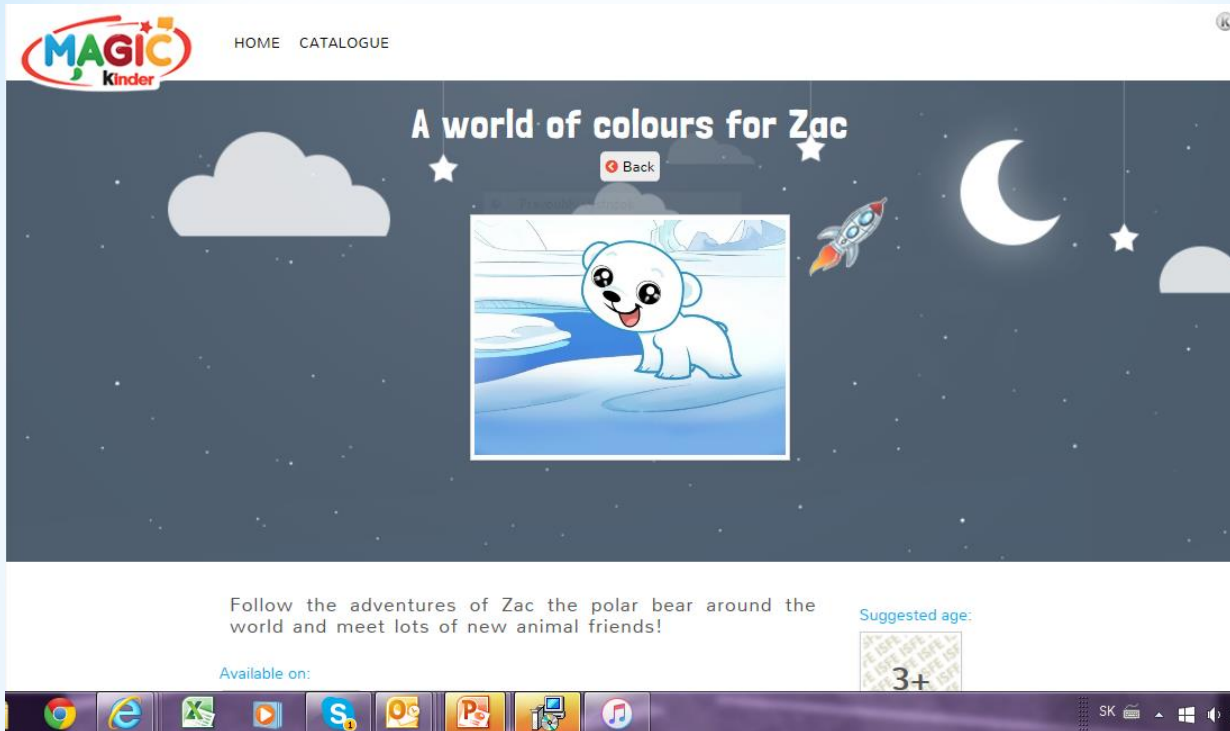 MAGIC
Kinder
HOME CATALOGUE
A world of colours for Zac
Back
Follow the adventures of Zac the polar bear around the
world and meet lots of new animal friends!
Suggested age:
3+
Available on:
SK